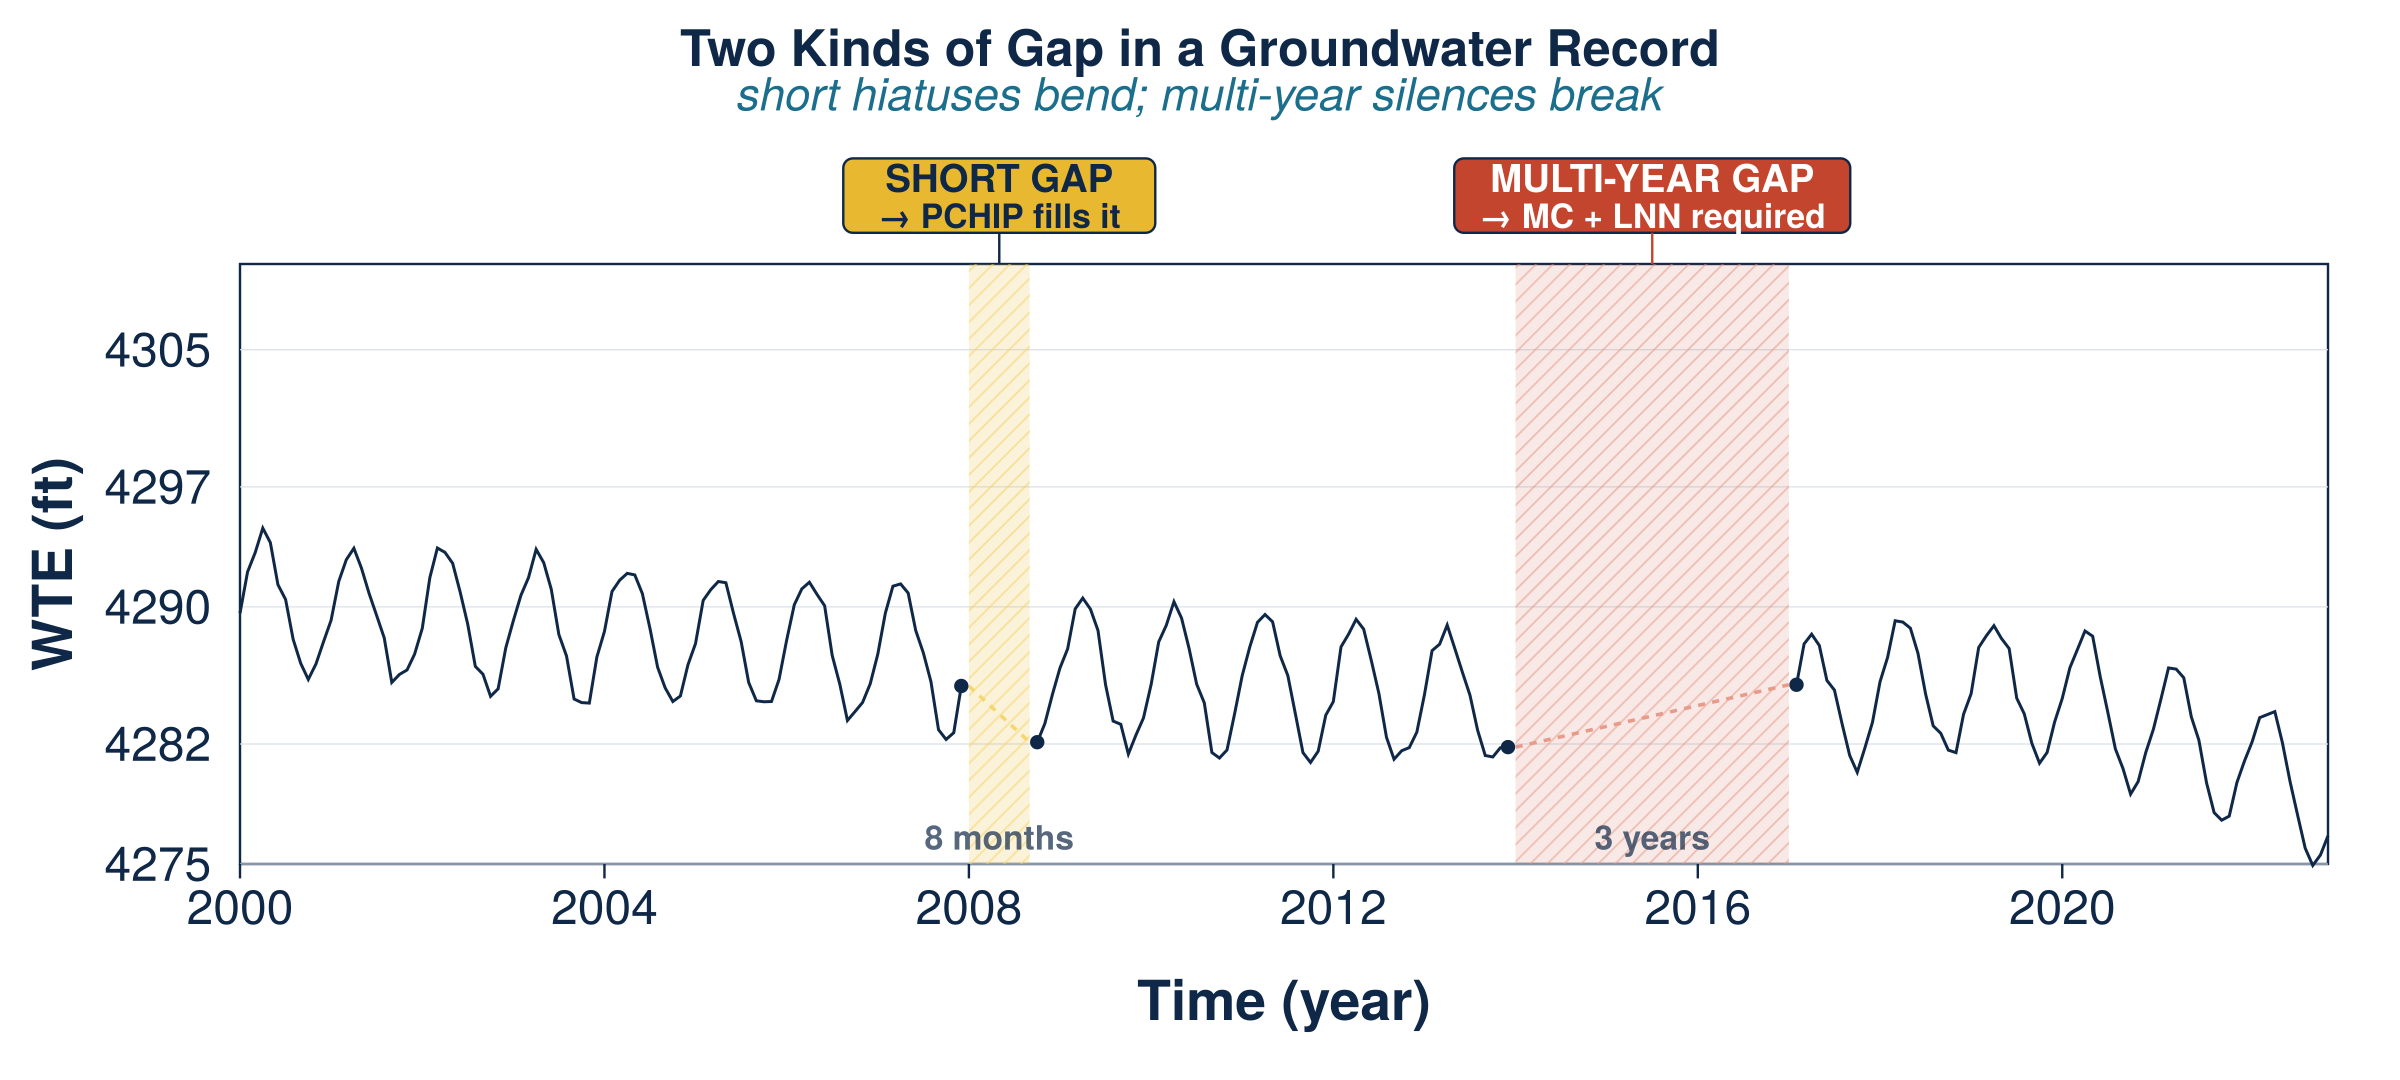 Two Kinds of Gap in a Groundwater Record
short hiatuses bend; multi-year silences break
SHORT GAP
→ PCHIP fills it
MULTI-YEAR GAP
→ MC + LNN required
WTE (ft)
4305
4297
4290
4282
4275
8 months
3 years
2000
2004
2008
2012
2016
2020
Time (year)